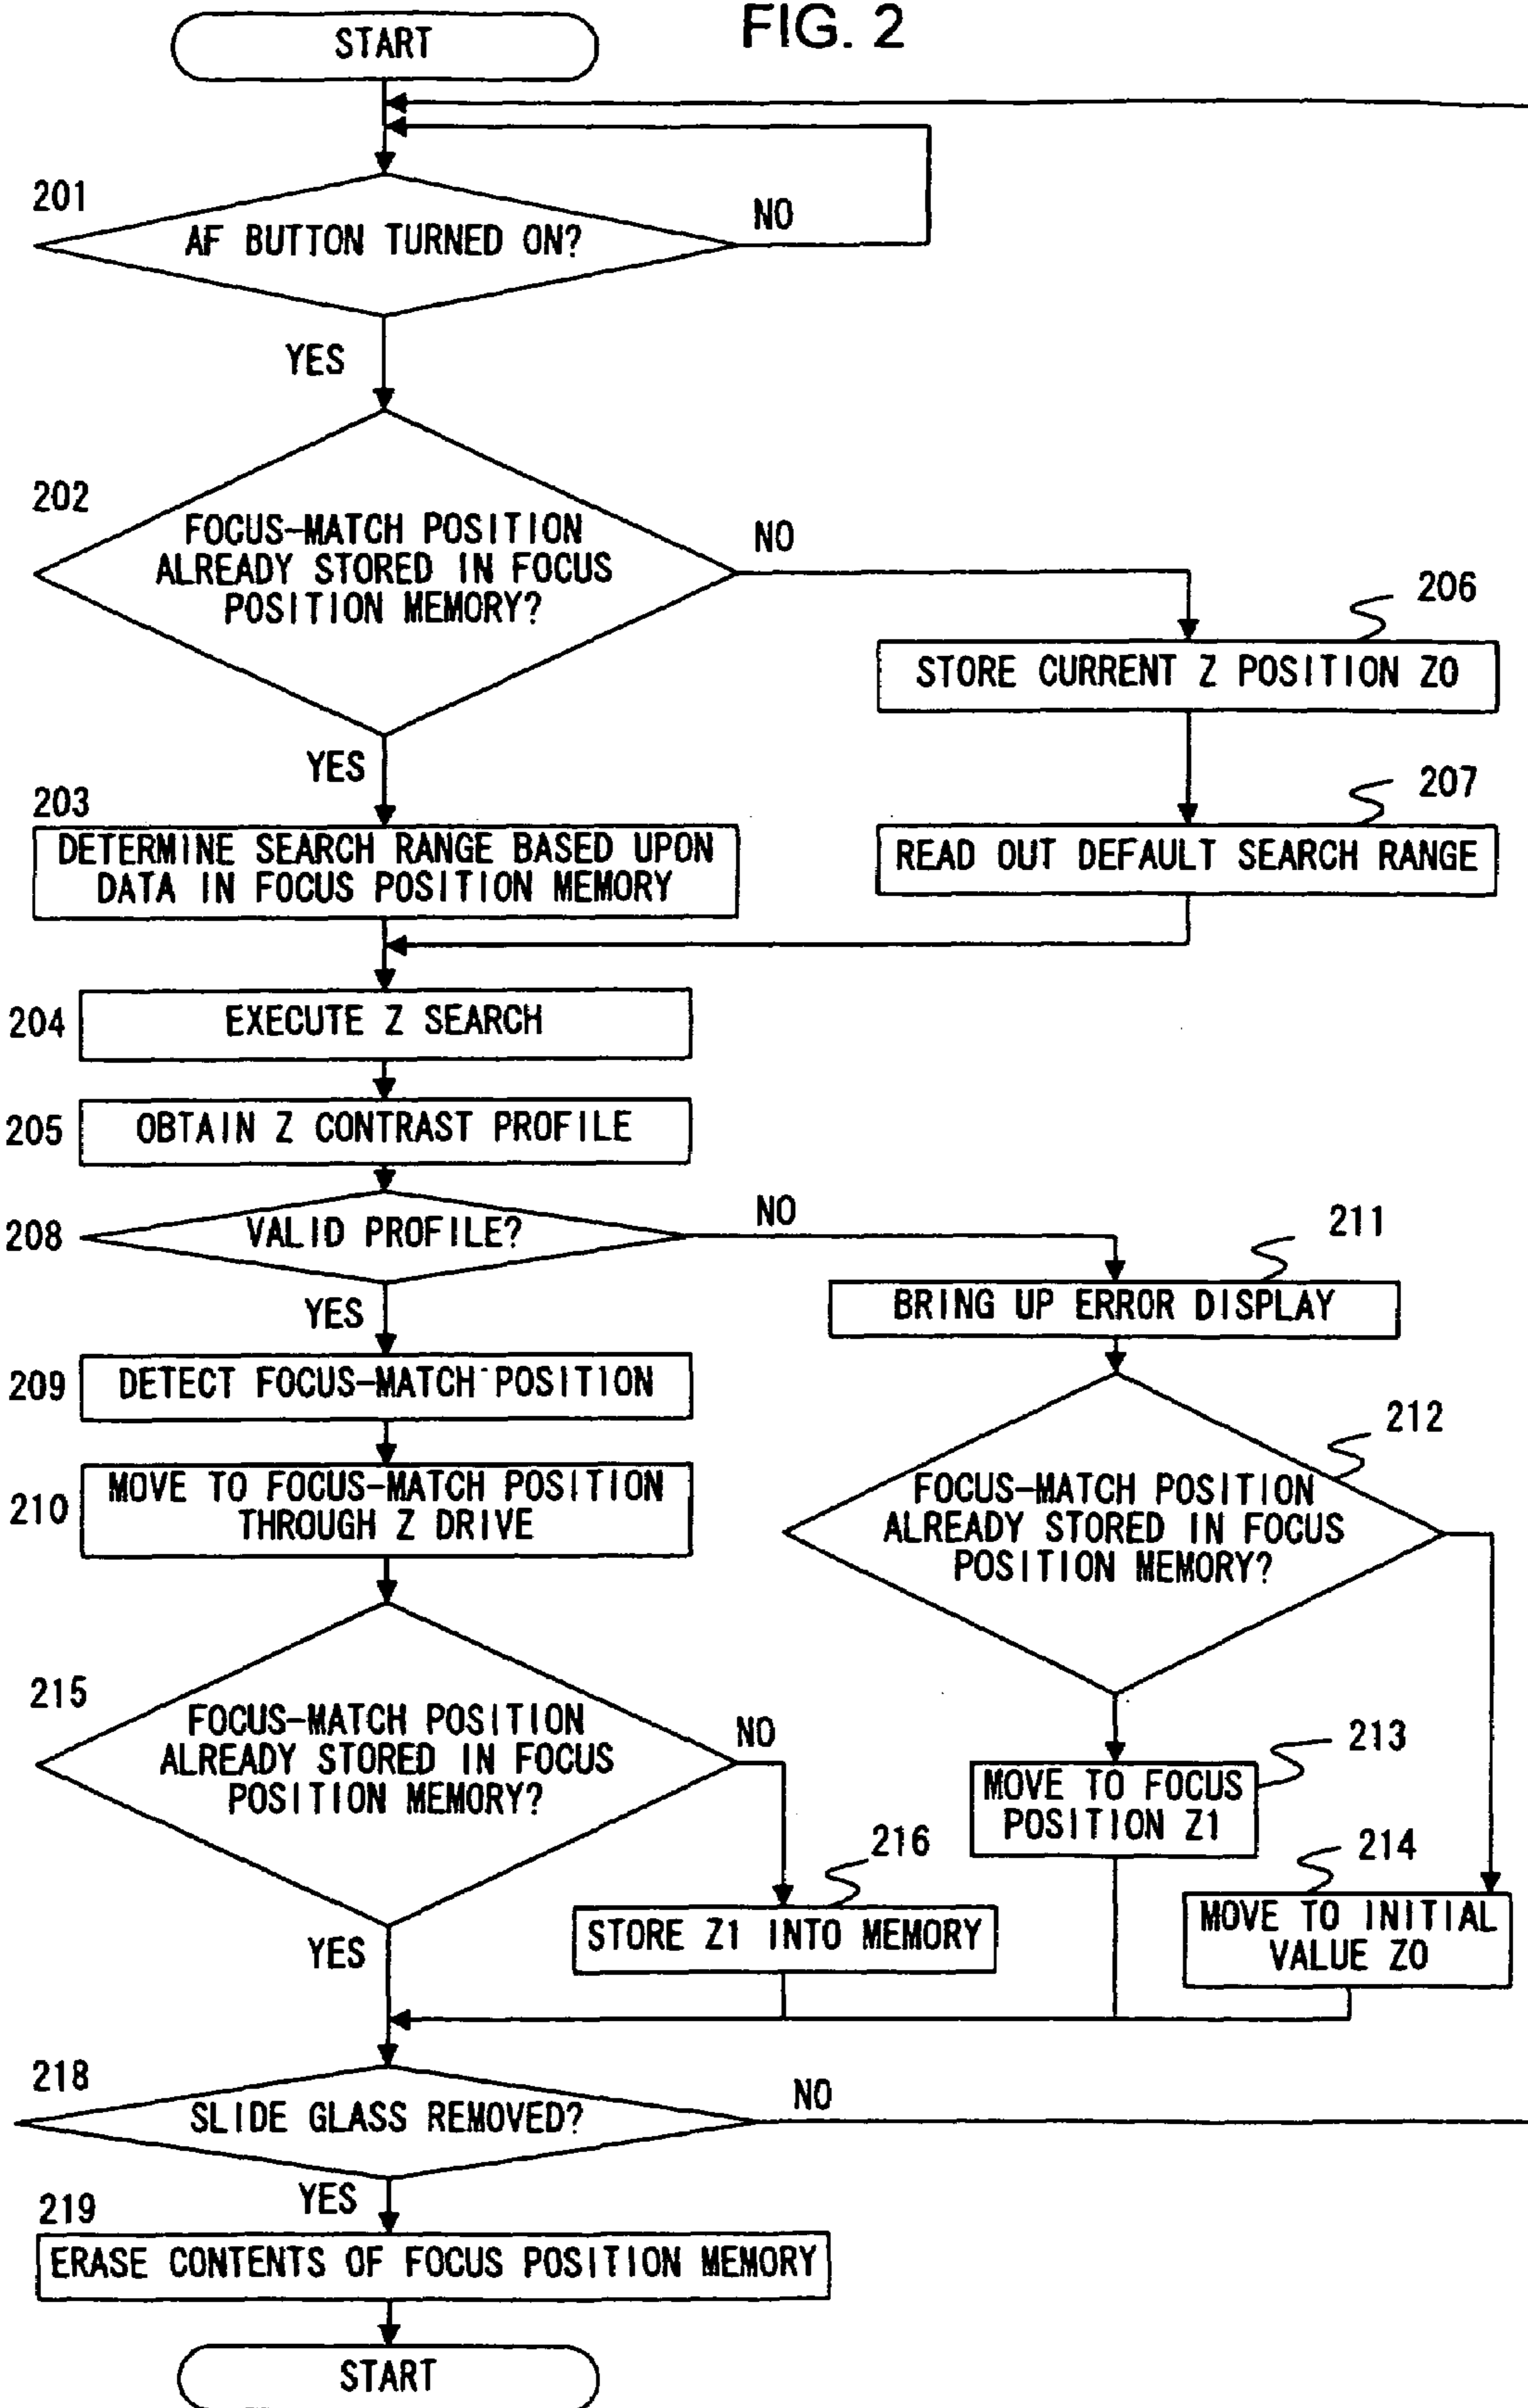 FIG. 2
START
201
AF BUTTON TURNED ON?
NO
YES
202
FOCUS-MATCH POSITION
ALREADY STORED IN FOCUS
POSITION MEMORY?
NO
206
STORE CURRENT Z POSITION Z0
YES
207
READ OUT DEFAULT SEARCH RANGE
203
DETERMINE SEARCH RANGE BASED UPON
DATA IN FOCUS POSITION MEMORY
204
EXECUTE Z SEARCH
205
OBTAIN Z CONTRAST PROFILE
208
VALID PROFILE?
NO
211
BRING UP ERROR DISPLAY
YES
209
DETECT FOCUS-MATCH POSITION
212
FOCUS-MATCH POSITION
ALREADY STORED IN FOCUS
POSITION MEMORY?
210
MOVE TO FOCUS-MATCH POSITION
THROUGH Z DRIVE
215
FOCUS-MATCH POSITION
ALREADY STORED IN FOCUS
POSITION MEMORY?
NO
213
MOVE TO FOCUS
POSITION Z1
216
STORE Z1 INTO MEMORY
214
MOVE TO INITIAL
VALUE Z0
YES
218
SLIDE GLASS REMOVED?
NO
YES
219
ERASE CONTENTS OF FOCUS POSITION MEMORY
START